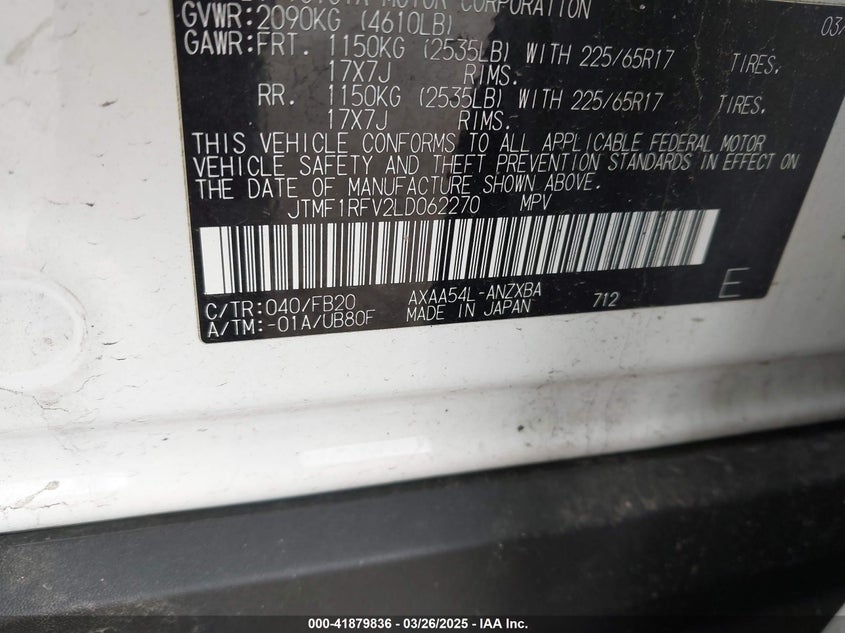 MOTOR CORPORATION
03/
GVWR: 2090KG (4610LB)
GAWR: FRT. 1150KG (2535LB) WITH 225/65R17 TIRES.
17X7J RIMS.
RR. 1150KG (2535LB) WITH 225/65R17 TIRES.
17X7J RIMS.
THIS VEHICLE CONFORMS TO ALL APPLICABLE FEDERAL MOTOR
VEHICLE SAFETY AND THEFT PREVENTION STANDARDS IN EFFECT ON
THE DATE OF MANUFACTURE SHOWN ABOVE.
JTMF1RFV2LD062270 MPV
C/TR: 040/FB20 AXAA54L-ANZXBA 712 E
A/TM: -01A/UB80F MADE IN JAPAN
000-41879836 - 03/26/2025 - IAA Inc.